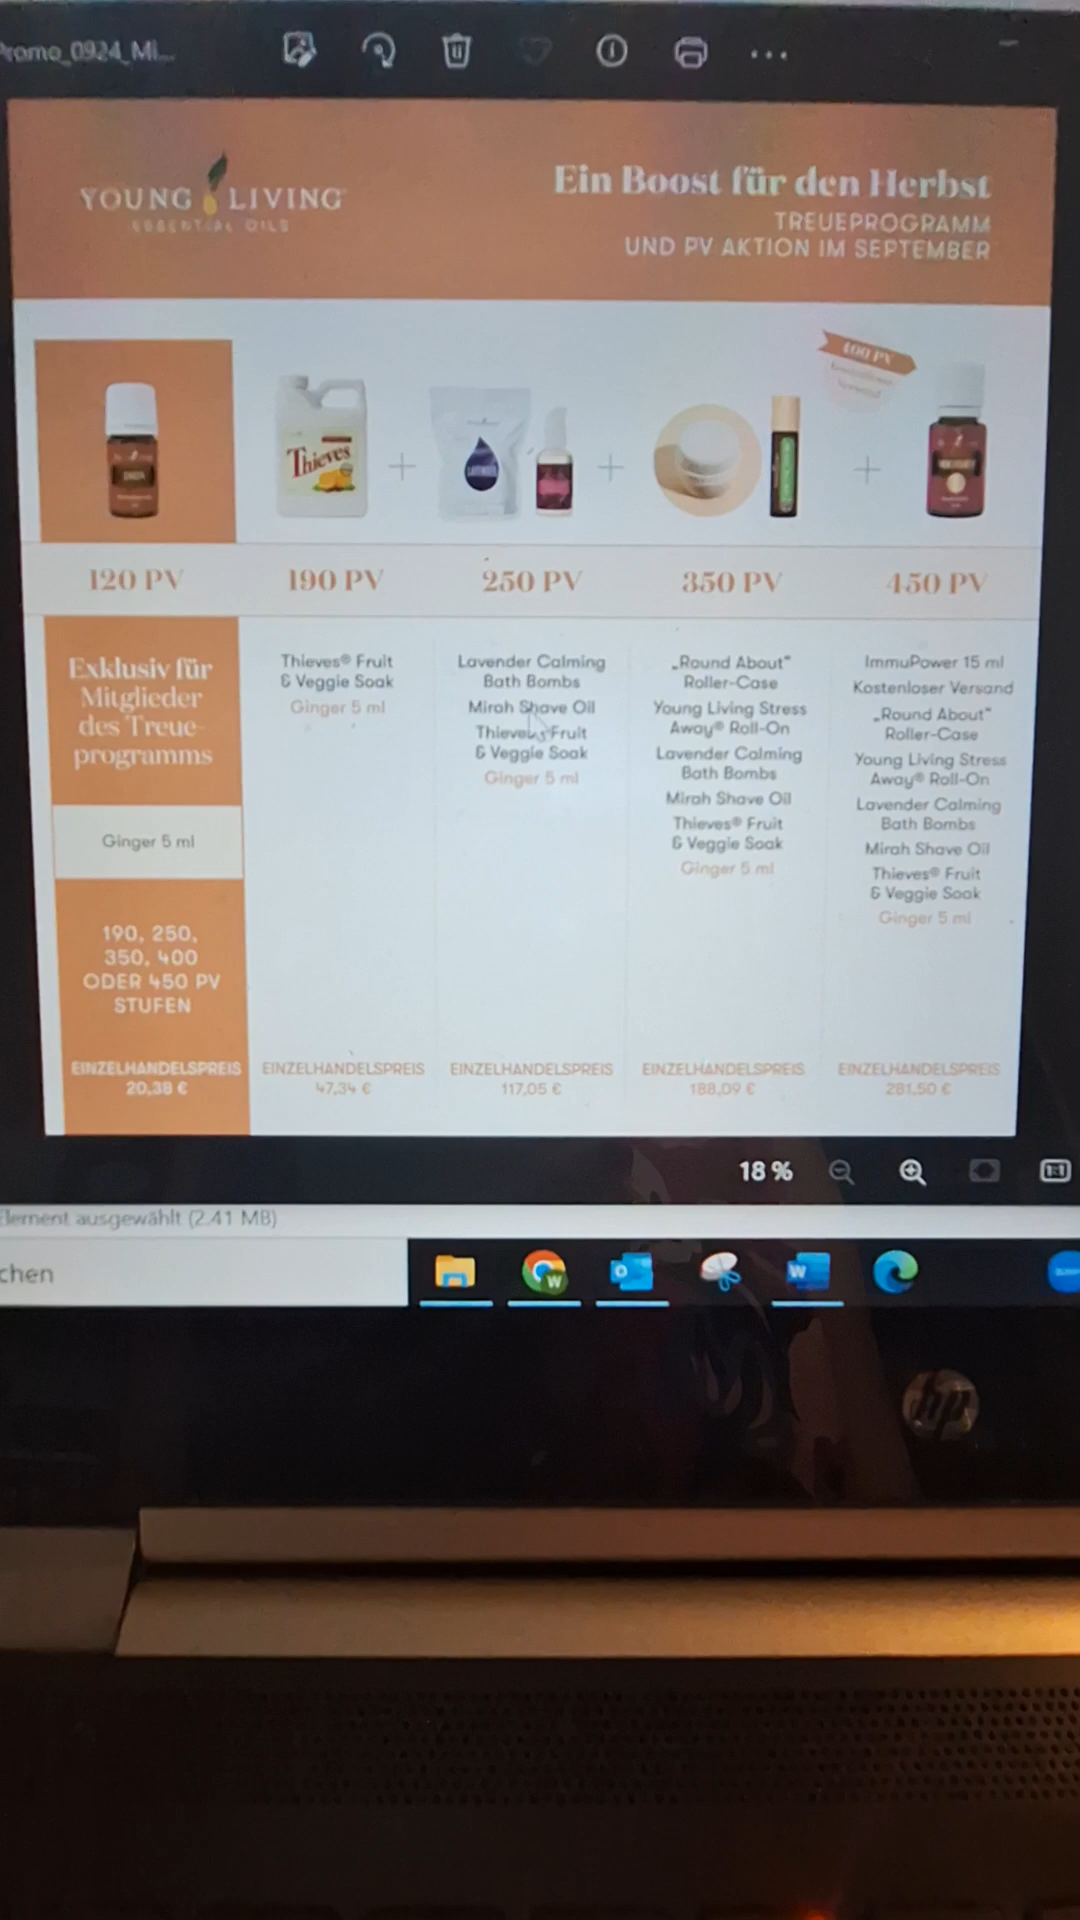 Promo_0924_Mi...
YOUNG LIVING
ESSENTIAL OILS
Ein Boost für den Herbst
TREUEPROGRAMM
UND PV AKTION IM SEPTEMBER
400 PV
Thieves
LAVENDER
120 PV
190 PV
250 PV
350 PV
450 PV
Exklusiv für
Mitglieder
des Treue-
programms
Ginger 5 ml
190, 250,
350, 400
ODER 450 PV
STUFEN
EINZELHANDELSPREIS
20,38 €
Thieves® Fruit
& Veggie Soak
Ginger 5 ml
EINZELHANDELSPREIS
47,34 €
Lavender Calming
Bath Bombs
Mirah Shave Oil
Thieves Fruit
& Veggie Soak
Ginger 5 ml
EINZELHANDELSPREIS
117,05 €
„Round About“
Roller-Case
Young Living Stress
Away® Roll-On
Lavender Calming
Bath Bombs
Mirah Shave Oil
Thieves® Fruit
& Veggie Soak
Ginger 5 ml
EINZELHANDELSPREIS
188,09 €
ImmuPower 15 ml
Kostenloser Versand
„Round About“
Roller-Case
Young Living Stress
Away® Roll-On
Lavender Calming
Bath Bombs
Mirah Shave Oil
Thieves® Fruit
& Veggie Soak
Ginger 5 ml
EINZELHANDELSPREIS
281,50 €
18 %
Element ausgewählt (2.41 MB)
chen
W
W
hp